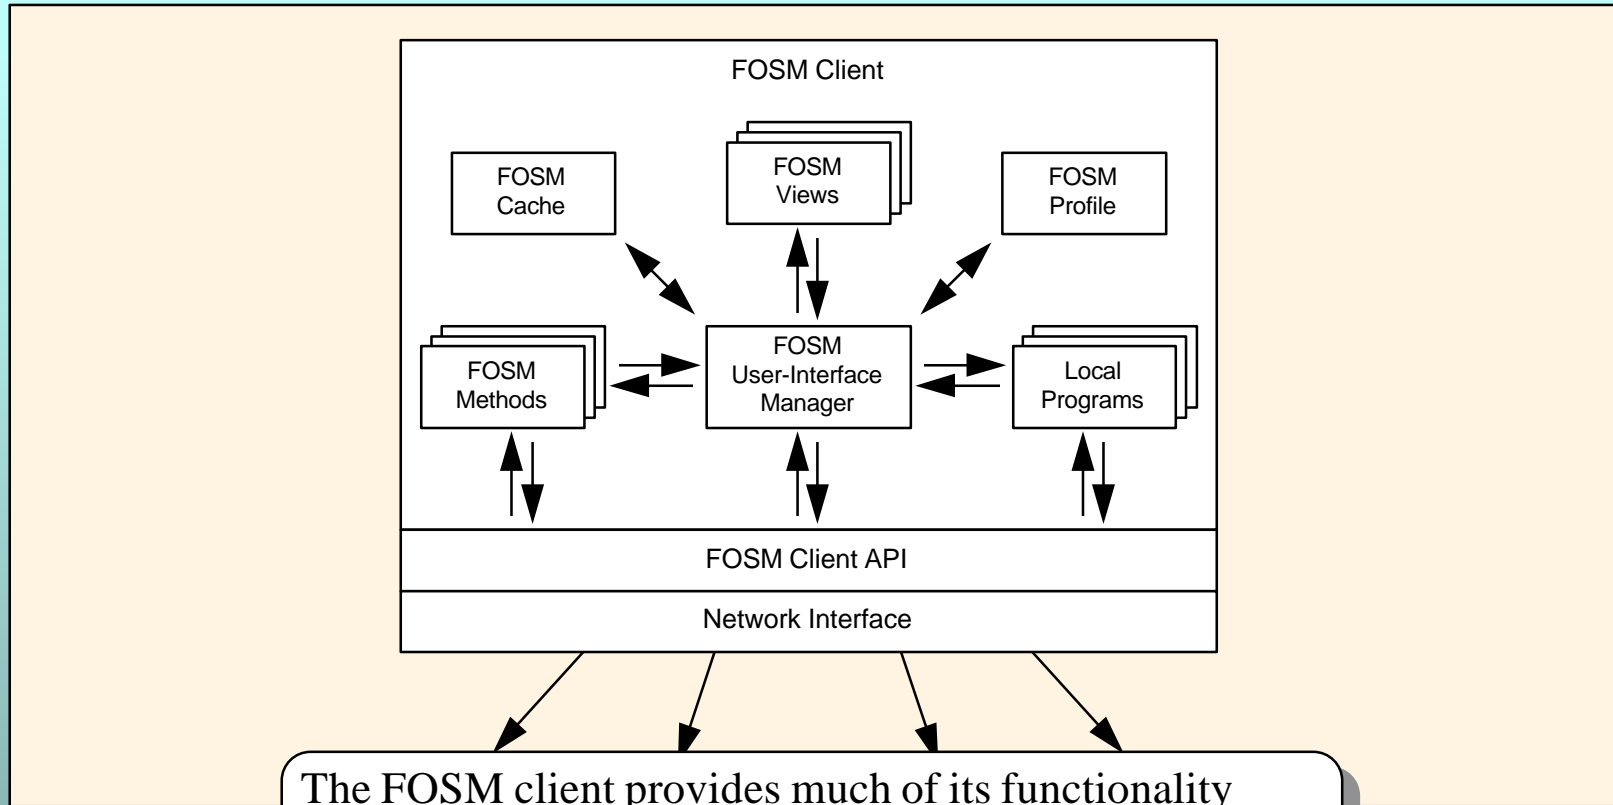 FOSM Client
FOSM
Cache
FOSM
Views
FOSM
Profile
FOSM
Methods
FOSM
User-Interface
Manager
Local
Programs
FOSM Client API
Network Interface
The FOSM client provides much of its functionality